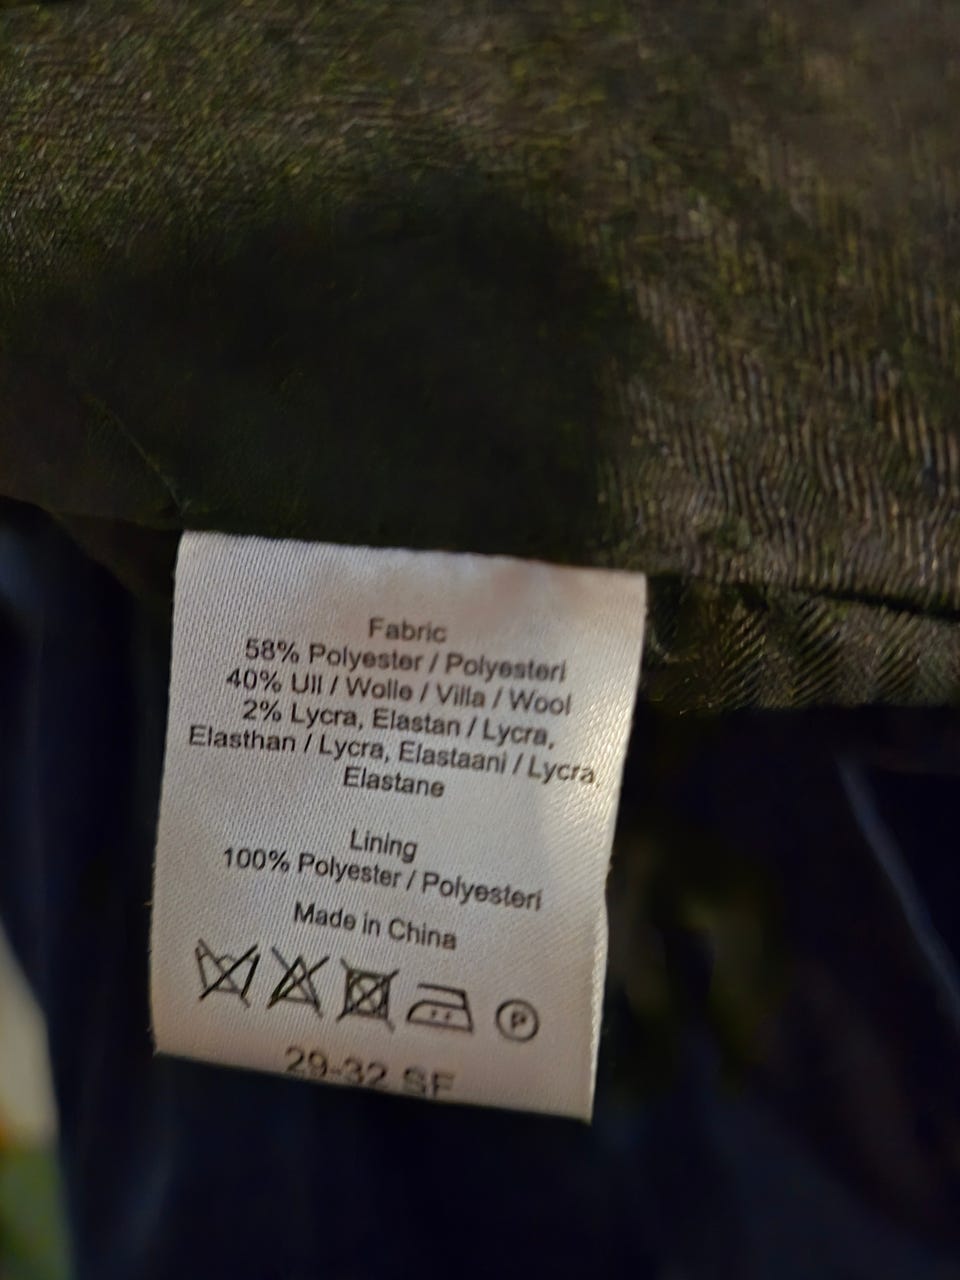 Fabric
58% Polyester / Polyesteri
40% Ull / Wolle / Villa / Wool
2% Lycra, Elastan / Lycra,
Elasthan / Lycra, Elastaani / Lycra,
Elastane
Lining
100% Polyester / Polyesteri
Made in China
P
29-32 SF